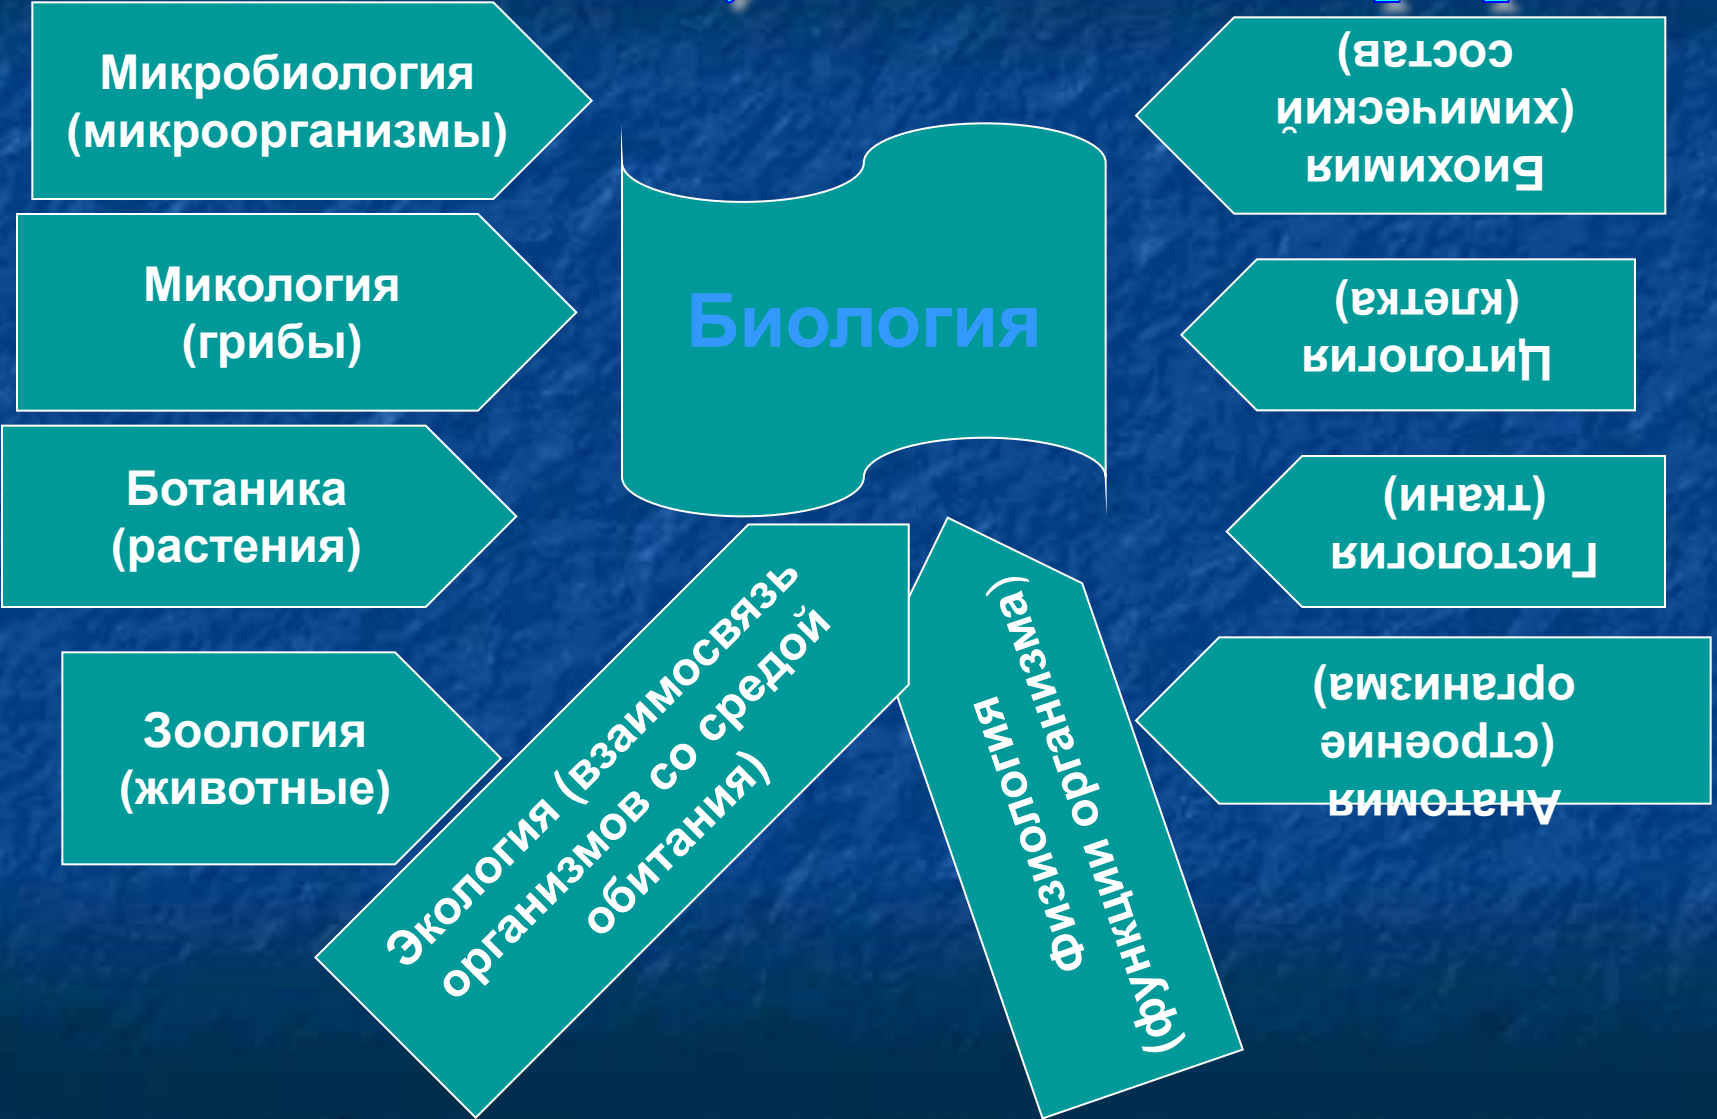 Микробиология
(микроорганизмы)
Микология
(грибы)
Ботаника
(растения)
Зоология
(животные)
Биология
Биохимия
(химический
состав)
Цитология
(клетка)
Гистология
(ткани)
Анатомия
(строение
организма)
Экология (взаимосвязь
организмов со средой
обитания)
Физиология
(функции организма)